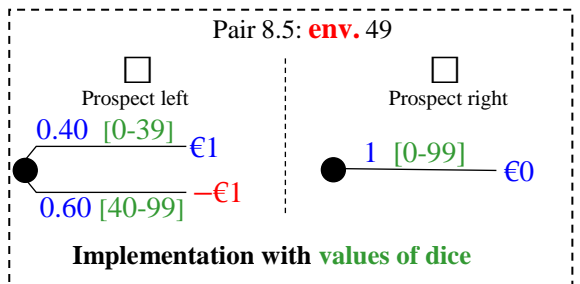 Pair 8.5: env. 49
Prospect left
0.40 [0-39]
€1
0.60 [40-99]
−€1
Prospect right
1 [0-99]
€0
Implementation with values of dice